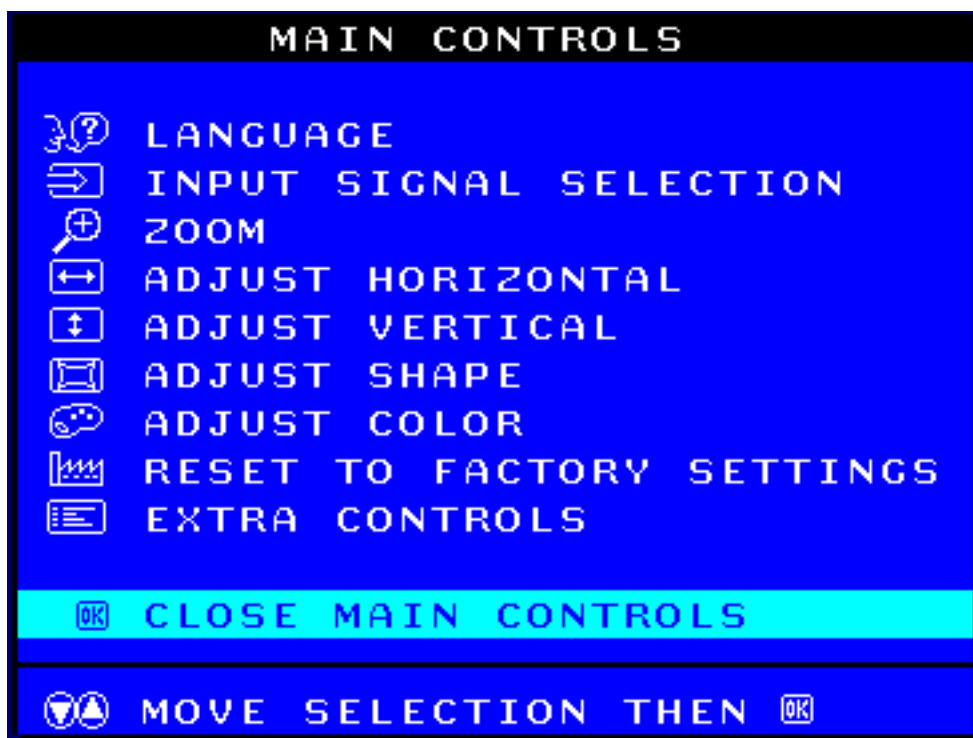 MAIN CONTROLS
LANGUAGE
INPUT SIGNAL SELECTION
ZOOM
ADJUST HORIZONTAL
ADJUST VERTICAL
ADJUST SHAPE
ADJUST COLOR
RESET TO FACTORY SETTINGS
EXTRA CONTROLS
OK CLOSE MAIN CONTROLS
MOVE SELECTION THEN OK